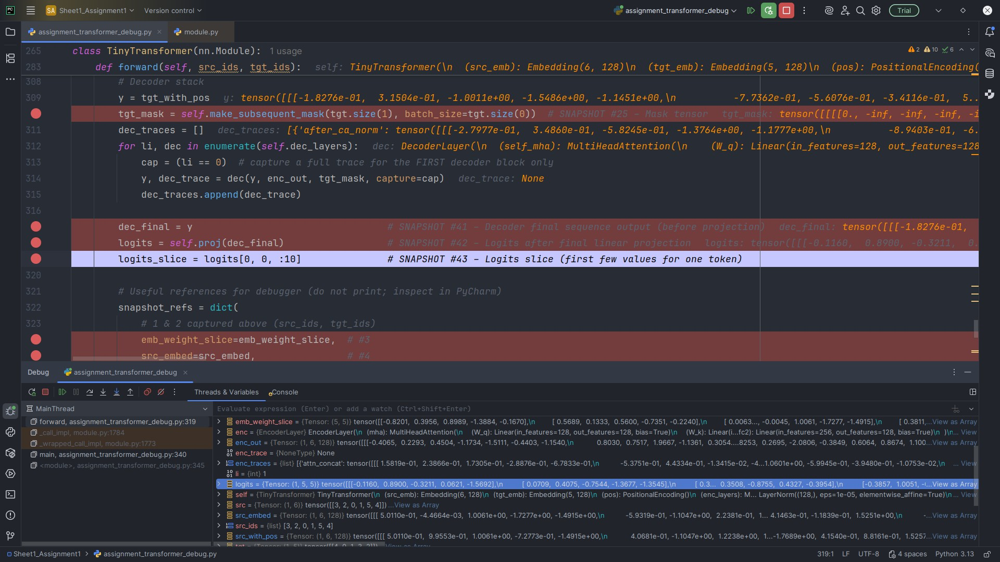 PC SA Sheet1_Assignment1 Version control assignment_transformer_debug Trial
assignment_transformer_debug.py module.py
265 class TinyTransformer(nn.Module): 1 usage 2 10 6
283 def forward(self, src_ids, tgt_ids): self: TinyTransformer(\n (src_emb): Embedding(6, 128)\n (tgt_emb): Embedding(5, 128)\n (pos): PositionalEncoding(
308 # Decoder stack
309 y = tgt_with_pos y: tensor([[[-1.8276e-01, 3.1504e-01, -1.0011e+00, -1.5486e+00, -1.1451e+00,\n -7.7362e-01, -5.6076e-01, -3.4116e-01, 5..
tgt_mask = self.make_subsequent_mask(tgt.size(1), batch_size=tgt.size(0)) # SNAPSHOT #25 – Mask tensor tgt_mask: tensor([[[[0., -inf, -inf, -inf, -i
311 dec_traces = [] dec_traces: [{'after_ca_norm': tensor([[[-2.7977e-01, 3.4860e-01, -5.8245e-01, -1.3764e+00, -1.1777e+00,\n -8.9403e-01, -6.
312 for li, dec in enumerate(self.dec_layers): dec: DecoderLayer(\n (self_mha): MultiHeadAttention(\n (W_q): Linear(in_features=128, out_features=128
313 cap = (li == 0) # capture a full trace for the FIRST decoder block only
314 y, dec_trace = dec(y, enc_out, tgt_mask, capture=cap) dec_trace: None
315 dec_traces.append(dec_trace)
316
dec_final = y # SNAPSHOT #41 – Decoder final sequence output (before projection) dec_final: tensor([[[-1.8276e-01,
logits = self.proj(dec_final) # SNAPSHOT #42 – Logits after final linear projection logits: tensor([[[-0.1160, 0.8900, -0.3211, 0.
logits_slice = logits[0, 0, :10] # SNAPSHOT #43 – Logits slice (first few values for one token)
320
321 # Useful references for debugger (do not print; inspect in PyCharm)
322 snapshot_refs = dict(
323 # 1 & 2 captured above (src_ids, tgt_ids)
emb_weight_slice=emb_weight_slice, # #3
src_embed=src_embed, # #4
Debug assignment_transformer_debug
Threads & Variables Console
MainThread
forward, assignment_transformer_debug.py:319
_call_impl, module.py:1784
_wrapped_call_impl, module.py:1773
main, assignment_transformer_debug.py:340
<module>, assignment_transformer_debug.py:345
Evaluate expression (Enter) or add a watch (Ctrl+Shift+Enter)
emb_weight_slice = {Tensor: (5, 5)} tensor([[-0.8201, 0.3956, 0.8989, -1.3884, -0.1670],\n [ 0.5689, 0.1333, 0.5600, -0.7351, -0.2240],\n [ 0.0063... -0.0045, 1.0061, -1.7277, -1.4915],\n [ 0.3811,...View as Array
enc = {EncoderLayer} EncoderLayer(\n (mha): MultiHeadAttention(\n (W_q): Linear(in_features=128, out_features=128, bias=True)\n (W_k): Linear(i...fc2): Linear(in_features=256, out_features=128, bias=True)\n )\n... View
enc_out = {Tensor: (1, 6, 128)} tensor([[[-0.4065, 0.2293, 0.4504, -1.1734, -1.5111, -0.4403, -1.1540,\n 0.8030, 0.7517, 1.9667, -1.1361, 0.3054....8253, 0.2695, -2.0806, -0.3849, 0.6064, 0.8674, 1.100...View as Array
enc_trace = {NoneType} None
enc_traces = {list} [{'attn_concat': tensor([[[ 1.5819e-01, 2.3866e-01, 1.7305e-01, -2.8876e-01, -6.7833e-01,\n -5.3751e-01, 4.4334e-01, -1.3415e-02, -4...1.0601e+00, -5.9945e-01, -3.9480e-01, -1.0753e-02,\n ... View
li = {int} 1
logits = {Tensor: (1, 5, 5)} tensor([[[-0.1160, 0.8900, -0.3211, 0.0621, -1.5692],\n [ 0.0709, 0.4075, -0.7544, -1.3677, -1.3545],\n [ 0.3... 0.3508, -0.8755, 0.4327, -0.3954],\n [-0.3857, 1.0051, -(...View as Array
self = {TinyTransformer} TinyTransformer(\n (src_emb): Embedding(6, 128)\n (tgt_emb): Embedding(5, 128)\n (pos): PositionalEncoding()\n (enc_layers): M... LayerNorm((128,), eps=1e-05, elementwise_affine=True)\n... View
src = {Tensor: (1, 6)} tensor([[3, 2, 0, 1, 5, 4]])...View as Array
src_embed = {Tensor: (1, 6, 128)} tensor([[[ 5.0110e-01, -4.4664e-03, 1.0061e+00, -1.7277e+00, -1.4915e+00,\n -5.9319e-01, -1.1047e+00, 2.2381e-01, 1... 4.1463e-01, -1.1839e-01, 1.5251e+00,\n -...View as Array
src_ids = {list} [3, 2, 0, 1, 5, 4]
src_with_pos = {Tensor: (1, 6, 128)} tensor([[[ 5.0110e-01, 9.9553e-01, 1.0061e+00, -7.2773e-01, -1.4915e+00,\n 4.0681e-01, -1.1047e+00, 1.2238e+00, 1...-1.7689e+00, 4.1540e-01, 8.8161e-01, 1.5257...View as Array
Sheet1_Assignment1 assignment_transformer_debug.py 319:1 LF UTF-8 4 spaces Python 3.13